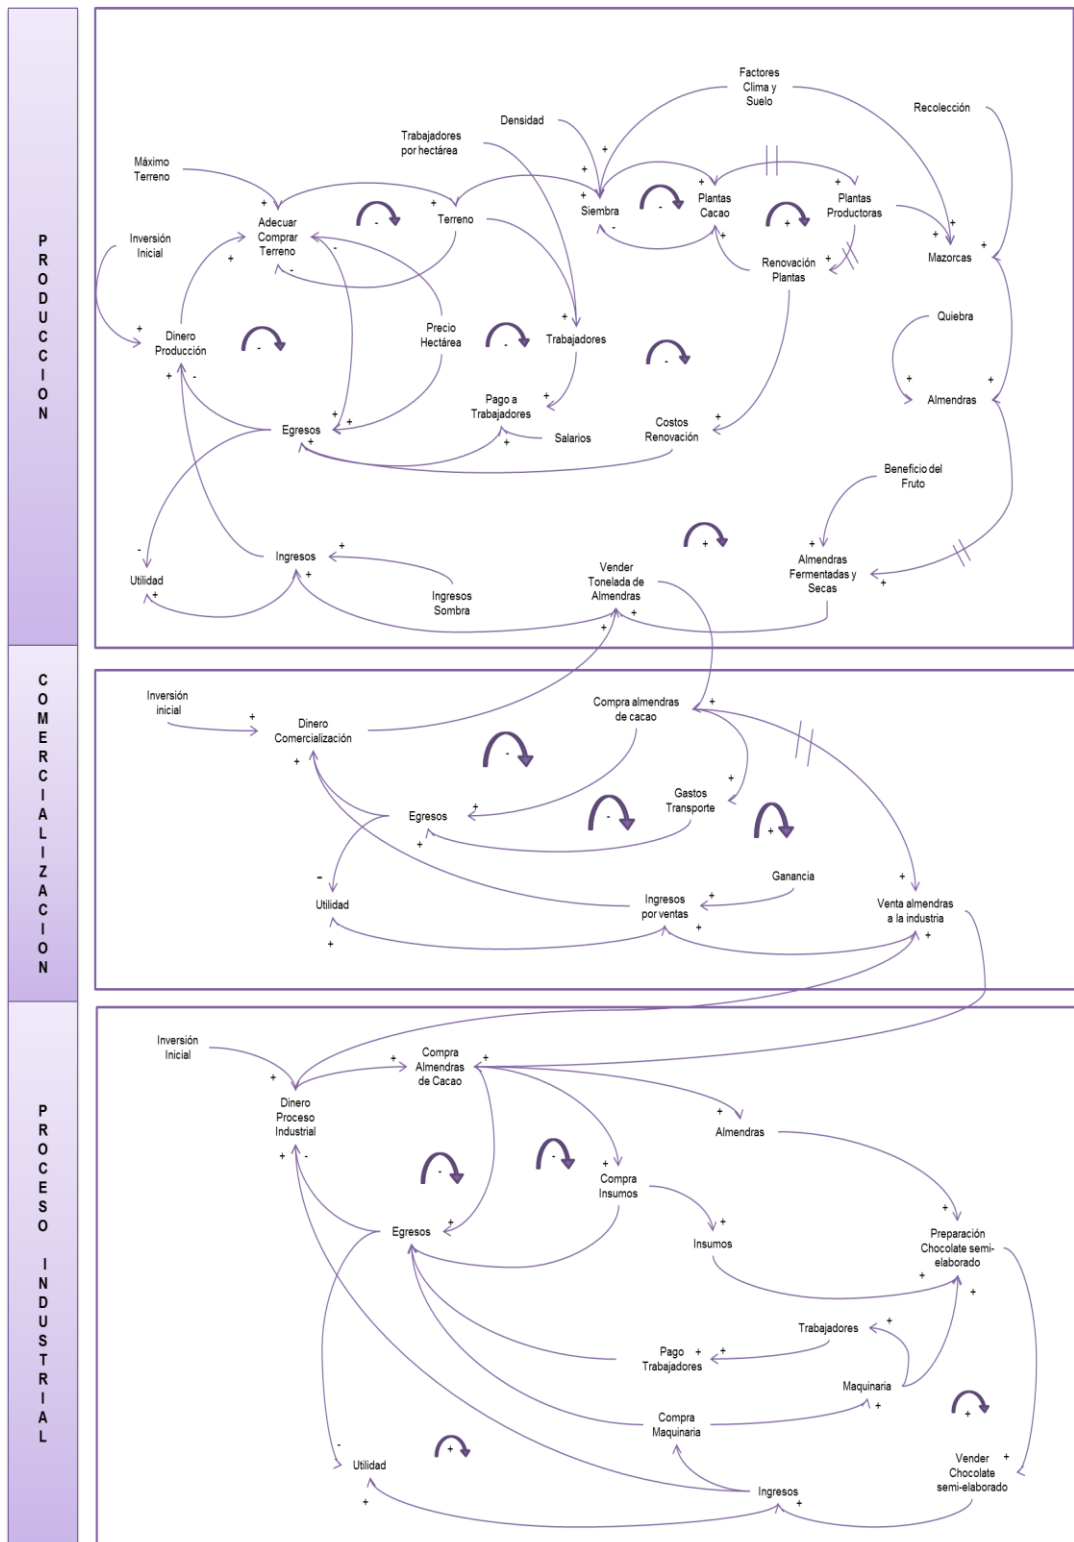 PRODUCCION
Factores
Clima y
Suelo
Recolección
Densidad
Trabajadores
por hectárea
Máximo
Terreno
Adecuar
Comprar
Terreno
Terreno
Siembra
Plantas
Cacao
Plantas
Productoras
Inversión
Inicial
Renovación
Plantas
Mazorcas
Dinero
Producción
Precio
Hectárea
Trabajadores
Quiebra
Almendras
Pago a
Trabajadores
Salarios
Costos
Renovación
Egresos
Beneficio del
Fruto
Utilidad
Ingresos
Ingresos
Sombra
Vender
Tonelada de
Almendras
Almendras
Fermentadas y
Secas
COMERCIALIZACION
Inversión
inicial
Dinero
Comercialización
Compra almendras
de cacao
Egresos
Gastos
Transporte
Utilidad
Ingresos
por ventas
Ganancia
Venta almendras
a la industria
PROCESO INDUSTRIAL
Inversión
Inicial
Compra
Almendras
de Cacao
Dinero
Proceso
Industrial
Almendras
Compra
Insumos
Egresos
Insumos
Preparación
Chocolate semi-
elaborado
Trabajadores
Pago
Trabajadores
Maquinaria
Compra
Maquinaria
Utilidad
Ingresos
Vender
Chocolate
semi-elaborado